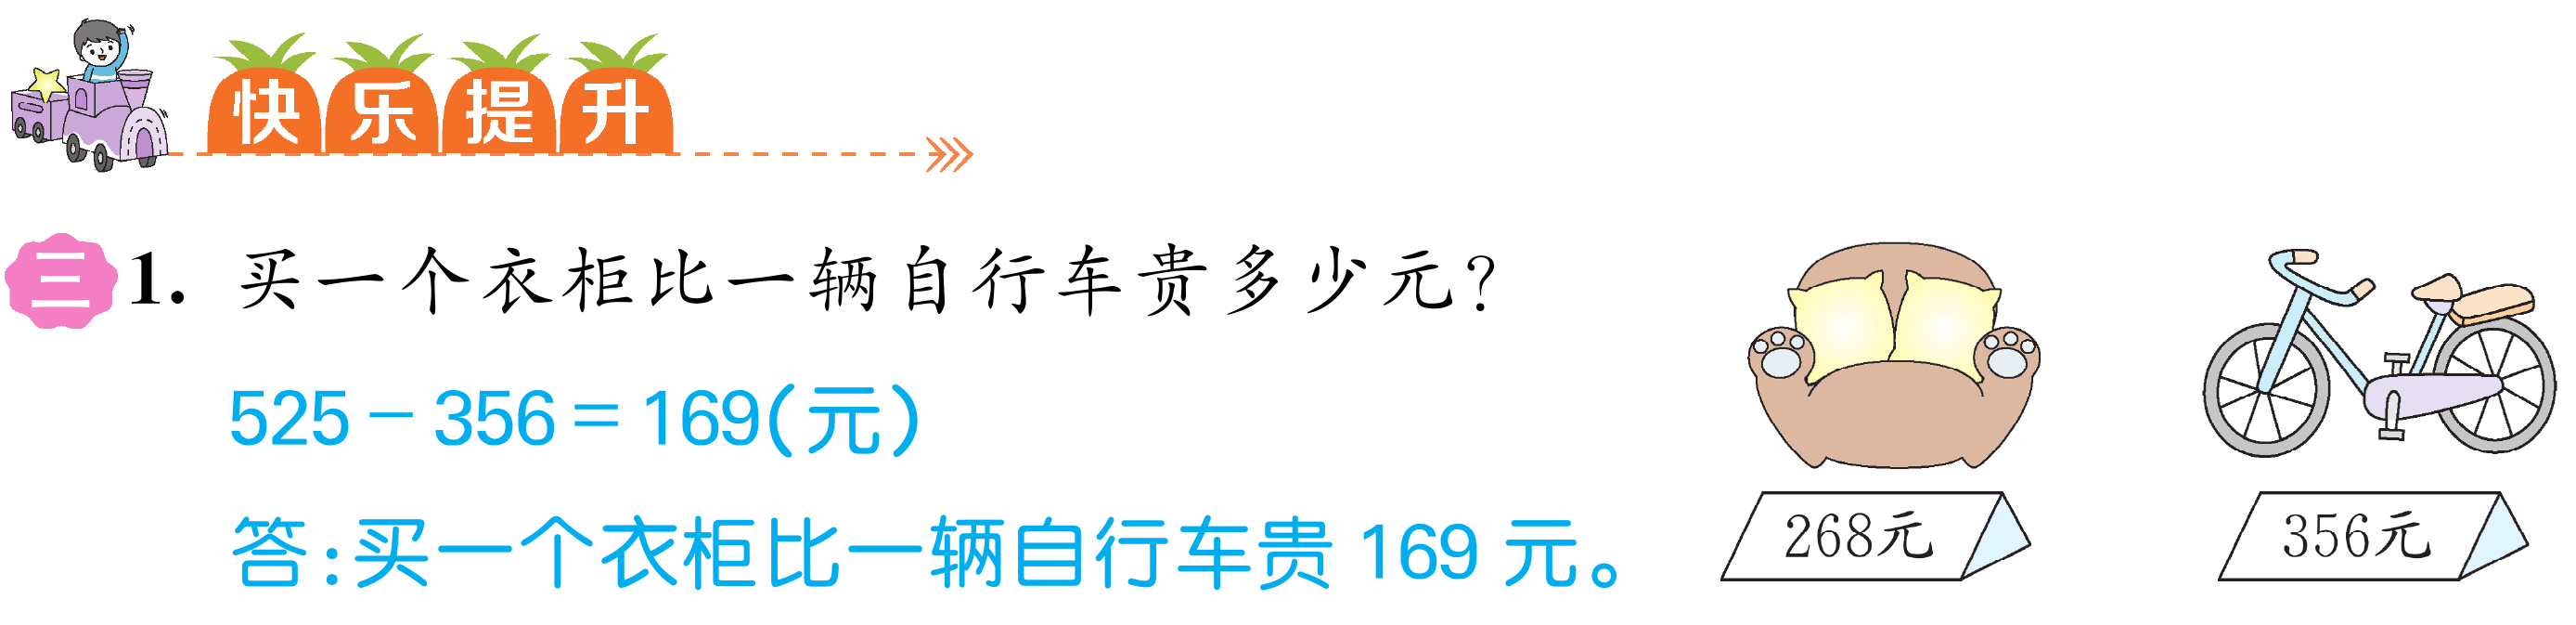 快乐提升
三 1. 买一个衣柜比一辆自行车贵多少元?
525-356=169(元)
答:买一个衣柜比一辆自行车贵 169 元。
268元
356元